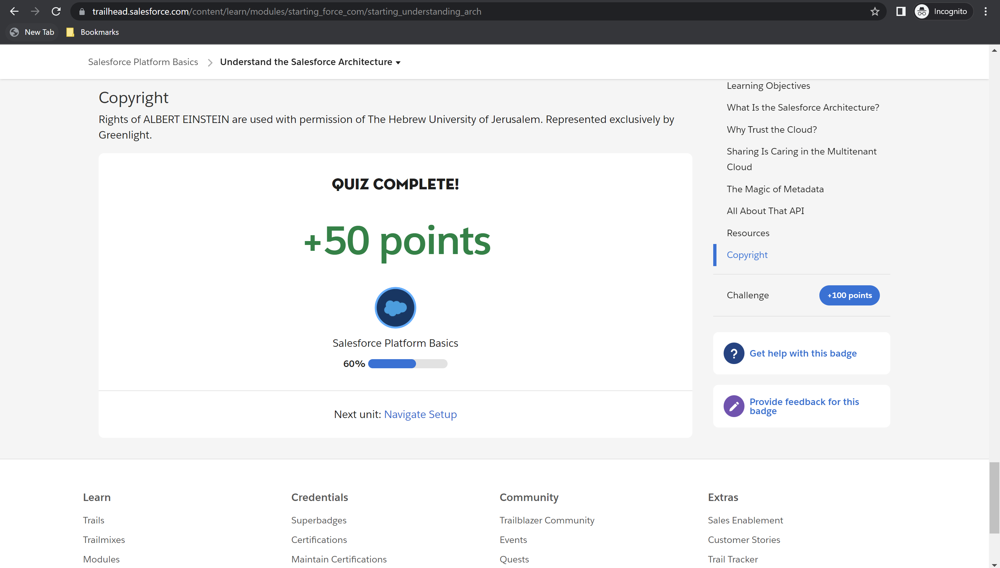 trailhead.salesforce.com/content/learn/modules/starting_force_com/starting_understanding_arch
Incognito
New Tab
Bookmarks
Salesforce Platform Basics
Understand the Salesforce Architecture
Copyright
Rights of ALBERT EINSTEIN are used with permission of The Hebrew University of Jerusalem. Represented exclusively by
Greenlight.
QUIZ COMPLETE!
+50 points
Salesforce Platform Basics
60%
Next unit: Navigate Setup
Learning Objectives
What Is the Salesforce Architecture?
Why Trust the Cloud?
Sharing Is Caring in the Multitenant
Cloud
The Magic of Metadata
All About That API
Resources
Copyright
Challenge
+100 points
?
Get help with this badge
Provide feedback for this
badge
Learn
Trails
Trailmixes
Modules
Credentials
Superbadges
Certifications
Maintain Certifications
Community
Trailblazer Community
Events
Quests
Extras
Sales Enablement
Customer Stories
Trail Tracker